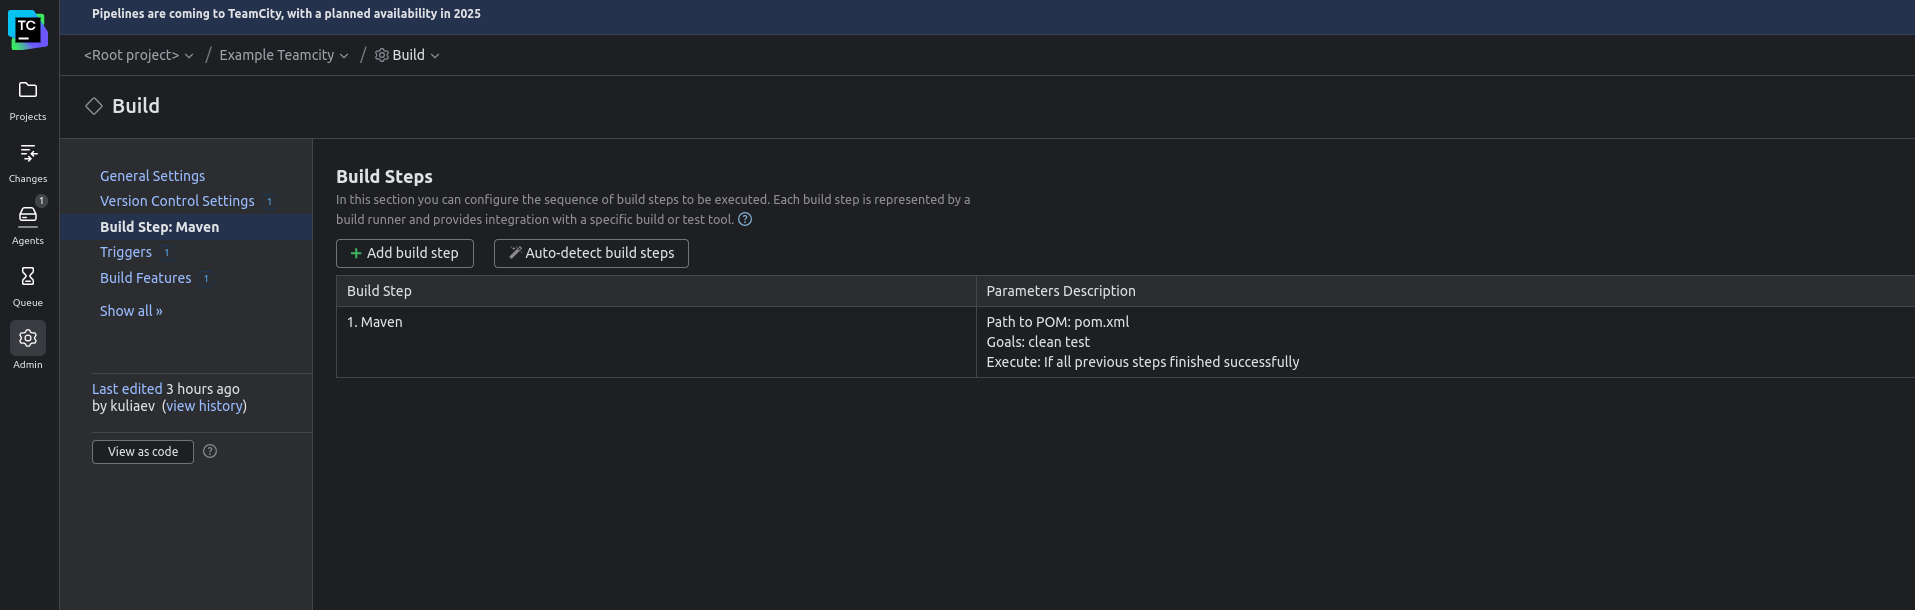 Pipelines are coming to TeamCity, with a planned availability in 2025
TC
<Root project> / Example Teamcity / Build
Build
Projects
Changes
1
Agents
Queue
Admin
General Settings
Version Control Settings 1
Build Step: Maven
Triggers 1
Build Features 1
Show all »
Last edited 3 hours ago
by kuliaev (view history)
View as code ?
Build Steps
In this section you can configure the sequence of build steps to be executed. Each build step is represented by a
build runner and provides integration with a specific build or test tool. ?
+ Add build step Auto-detect build steps
Build Step Parameters Description
1. Maven Path to POM: pom.xml
Goals: clean test
Execute: If all previous steps finished successfully